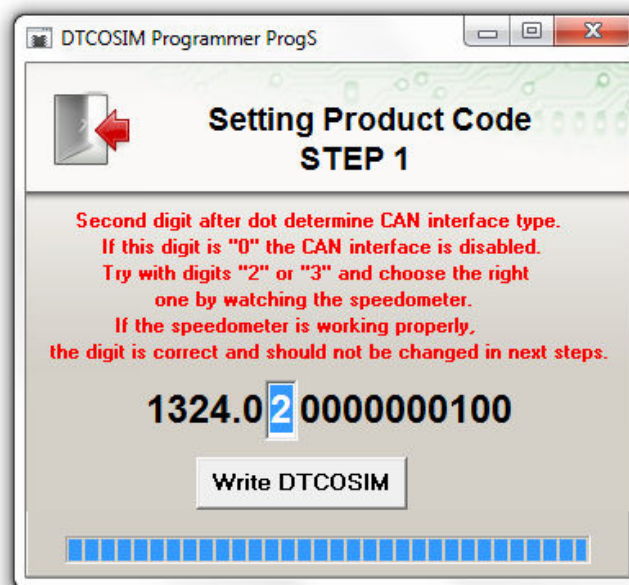 DTCOSIM Programmer ProgS
Setting Product Code
STEP 1
Second digit after dot determine CAN interface type.
If this digit is "0" the CAN interface is disabled.
Try with digits "2" or "3" and choose the right
one by watching the speedometer.
If the speedometer is working properly,
the digit is correct and should not be changed in next steps.
1324.020000000100
Write DTCOSIM